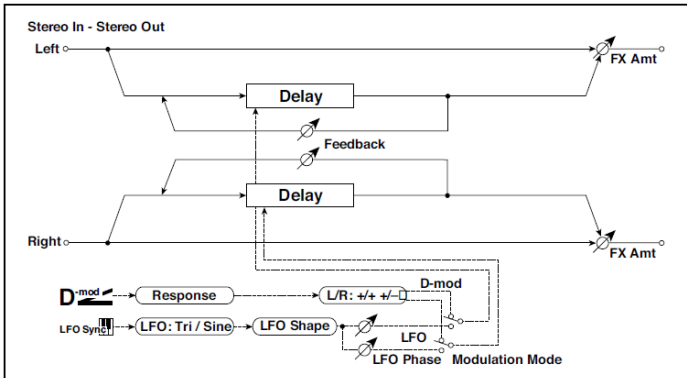 Stereo In - Stereo Out
Left
FX Amt
Delay
Feedback
Delay
Right
FX Amt
D-mod
D-mod
Response
L/R: +/+ +/–
LFO Sync
LFO: Tri / Sine
LFO Shape
LFO
LFO Phase
Modulation Mode